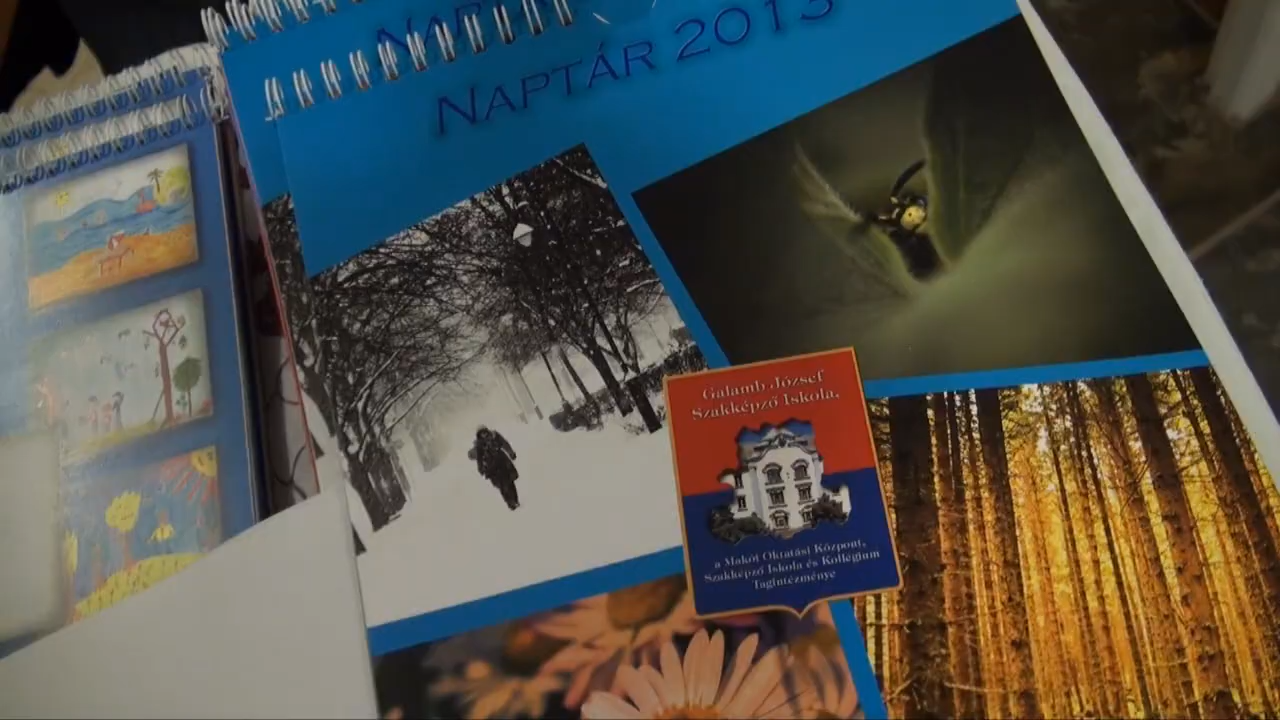 NAPTÁR 2013
Galamb József
Szakképző Iskola,
a Makói Oktatási Központ,
Szakképző Iskola és Kollégium
Tagintézménye